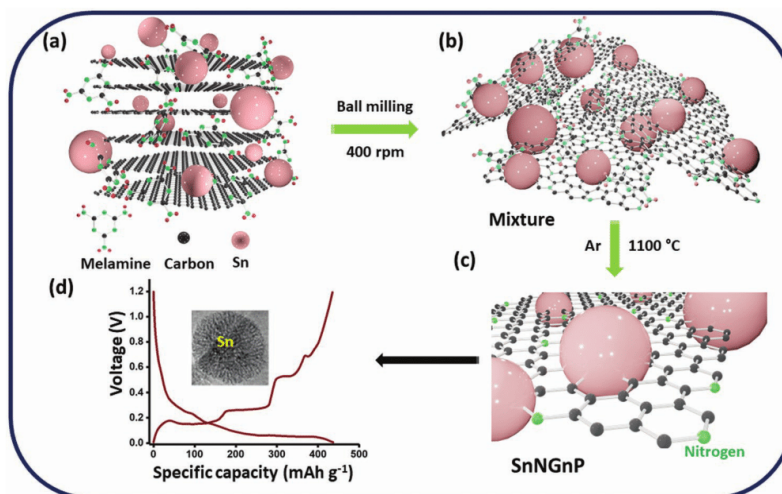 (a)
Melamine Carbon Sn
Ball milling
400 rpm
(b)
Mixture
Ar 1100 °C
(c)
Nitrogen
SnNGnP
(d)
Voltage (V)
1.2
1.0
0.8
0.6
0.4
0.2
0.0
Sn
0 100 200 300 400 500
Specific capacity (mAh g⁻¹)